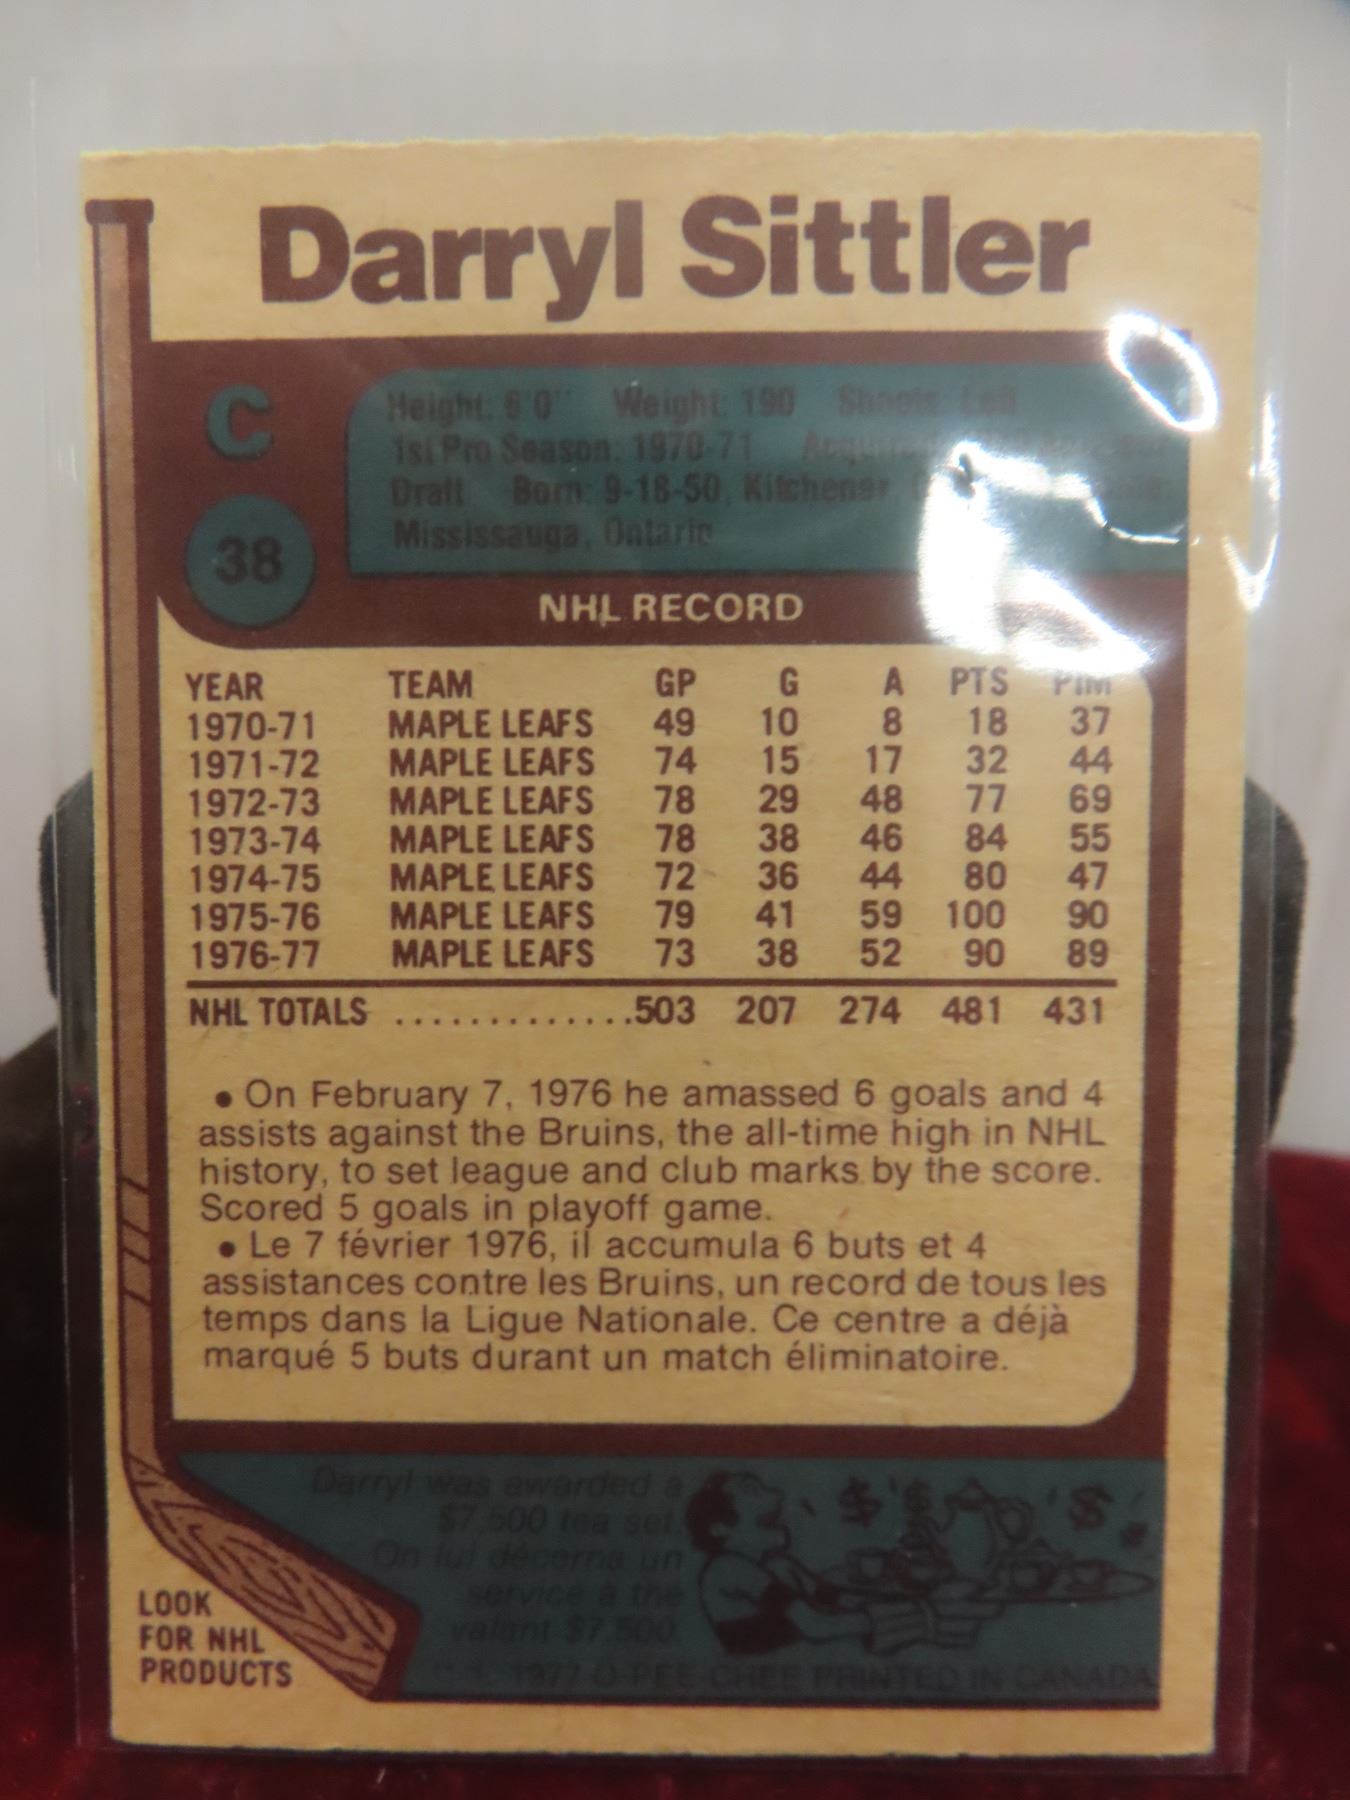 Darryl Sittler
C
Height: 6'0" Weight: 190 Shoots: Left
1st Pro Season: 1970-71
Draft Born: 9-18-50, Kitchener,
Mississauga, Ontario
38
NHL RECORD
YEAR TEAM GP G A PTS PIM
1970-71 MAPLE LEAFS 49 10 8 18 37
1971-72 MAPLE LEAFS 74 15 17 32 44
1972-73 MAPLE LEAFS 78 29 48 77 69
1973-74 MAPLE LEAFS 78 38 46 84 55
1974-75 MAPLE LEAFS 72 36 44 80 47
1975-76 MAPLE LEAFS 79 41 59 100 90
1976-77 MAPLE LEAFS 73 38 52 90 89
NHL TOTALS .............503 207 274 481 431
• On February 7, 1976 he amassed 6 goals and 4
assists against the Bruins, the all-time high in NHL
history, to set league and club marks by the score.
Scored 5 goals in playoff game.
• Le 7 février 1976, il accumula 6 buts et 4
assistances contre les Bruins, un record de tous les
temps dans la Ligue Nationale. Ce centre a déjà
marqué 5 buts durant un match éliminatoire.
Darryl was awarded a
$7,500 tea set.
On lui décerna un
service à thé
valant $7,500.
$ $ $
© 1977 O-PEE-CHEE PRINTED IN CANADA
LOOK
FOR NHL
PRODUCTS